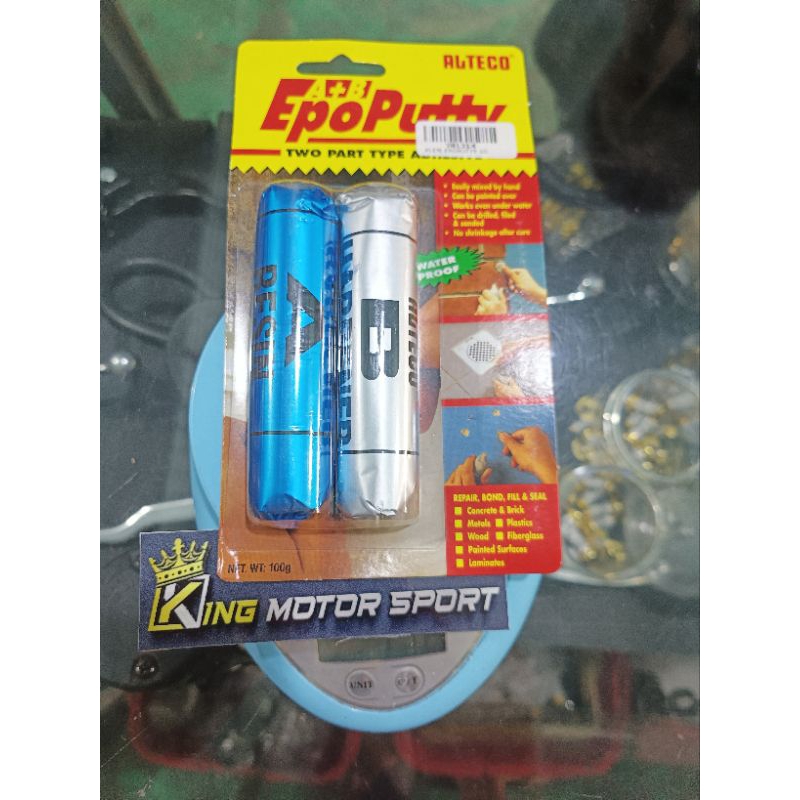 ALTECO
A+B
EpoPutty
TWO PART TYPE
• Easily mixed by hand
• Can be painted over
• Works even under water
• Can be drilled, filed
& sanded
• No shrinkage after cure
WATER
PROOF
A
RESIN
HARDENER
B
ALTECO
REPAIR, BOND, FILL & SEAL
Concrete & Brick
Metals
Plastics
Wood
Fiberglass
Painted Surfaces
Laminates
NET. WT: 100g
KING MOTOR SPORT
UNIT